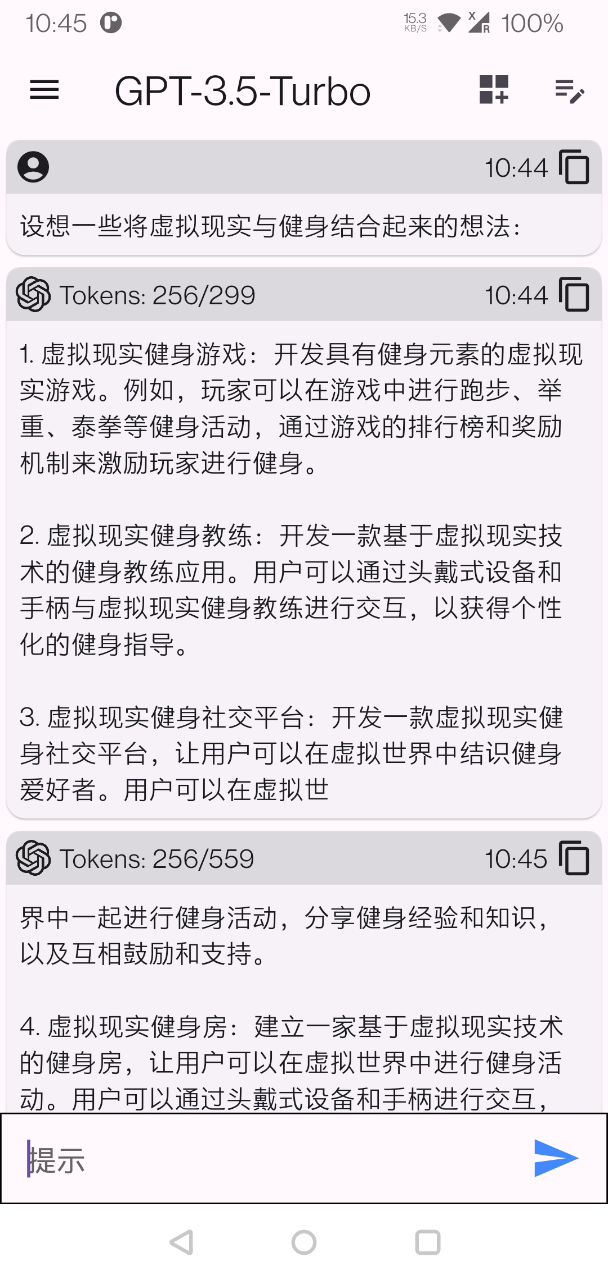 10:45
15.3
KB/S
X
R
100%
GPT-3.5-Turbo
10:44
设想一些将虚拟现实与健身结合起来的想法：
Tokens: 256/299
10:44
1. 虚拟现实健身游戏：开发具有健身元素的虚拟现
实游戏。例如，玩家可以在游戏中进行跑步、举
重、泰拳等健身活动，通过游戏的排行榜和奖励
机制来激励玩家进行健身。
2. 虚拟现实健身教练：开发一款基于虚拟现实技
术的健身教练应用。用户可以通过头戴式设备和
手柄与虚拟现实健身教练进行交互，以获得个性
化的健身指导。
3. 虚拟现实健身社交平台：开发一款虚拟现实健
身社交平台，让用户可以在虚拟世界中结识健身
爱好者。用户可以在虚拟世
Tokens: 256/559
10:45
界中一起进行健身活动，分享健身经验和知识，
以及互相鼓励和支持。
4. 虚拟现实健身房：建立一家基于虚拟现实技术
的健身房，让用户可以在虚拟世界中进行健身活
动。用户可以通过头戴式设备和手柄进行交互，
提示